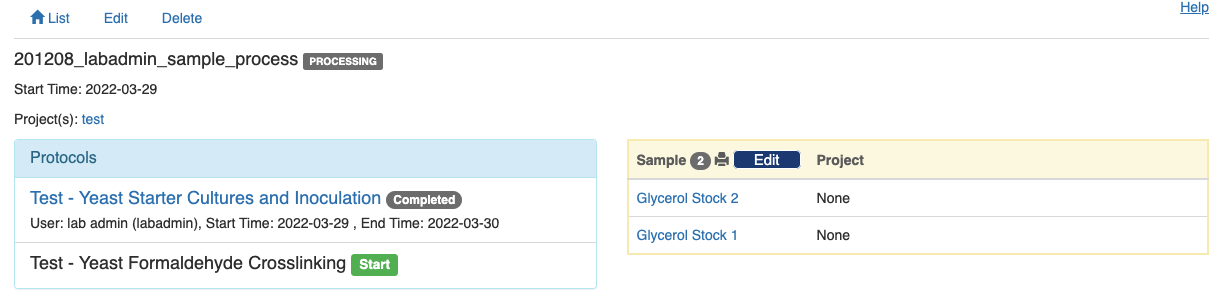 List Edit Delete Help
201208_labadmin_sample_process PROCESSING
Start Time: 2022-03-29
Project(s): test
Protocols
Test - Yeast Starter Cultures and Inoculation Completed
User: lab admin (labadmin), Start Time: 2022-03-29 , End Time: 2022-03-30
Test - Yeast Formaldehyde Crosslinking Start
Sample 2 Edit Project
Glycerol Stock 2 None
Glycerol Stock 1 None